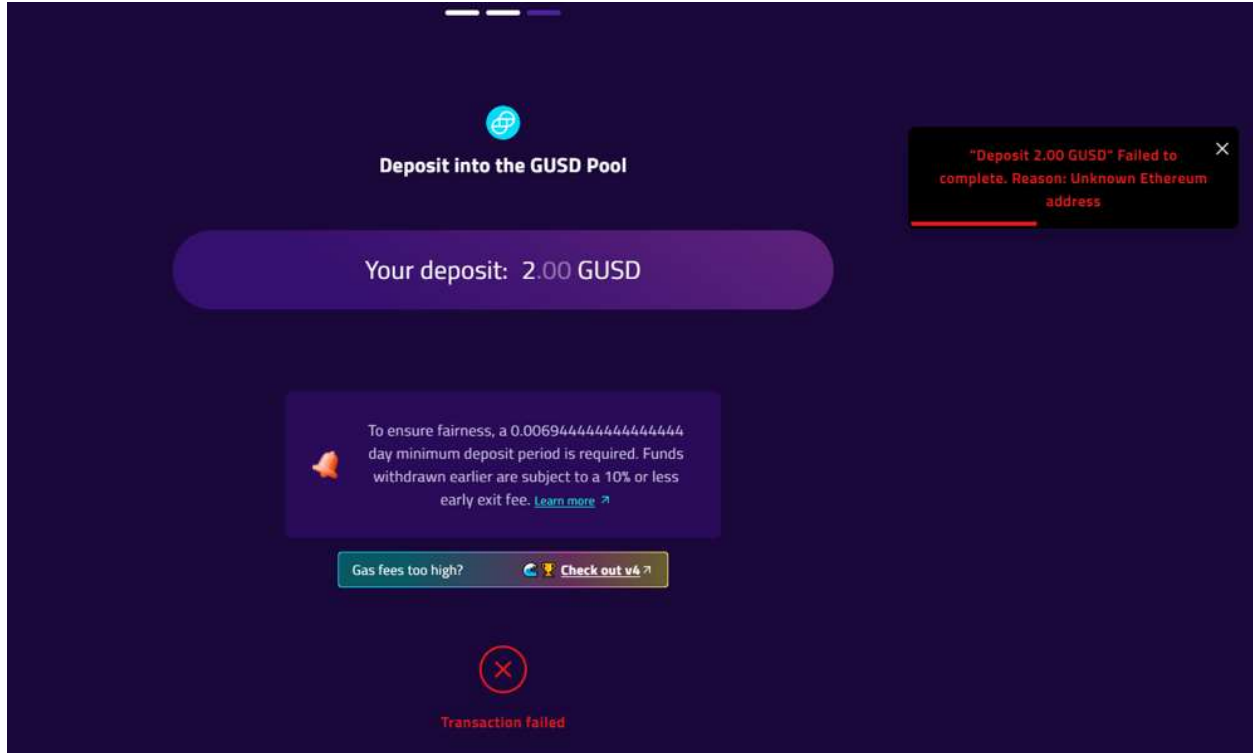 Deposit into the GUSD Pool
"Deposit 2.00 GUSD" Failed to
complete. Reason: Unknown Ethereum
address
Your deposit: 2.00 GUSD
To ensure fairness, a 0.006944444444444444
day minimum deposit period is required. Funds
withdrawn earlier are subject to a 10% or less
early exit fee. Learn more
Gas fees too high? Check out v4
Transaction failed